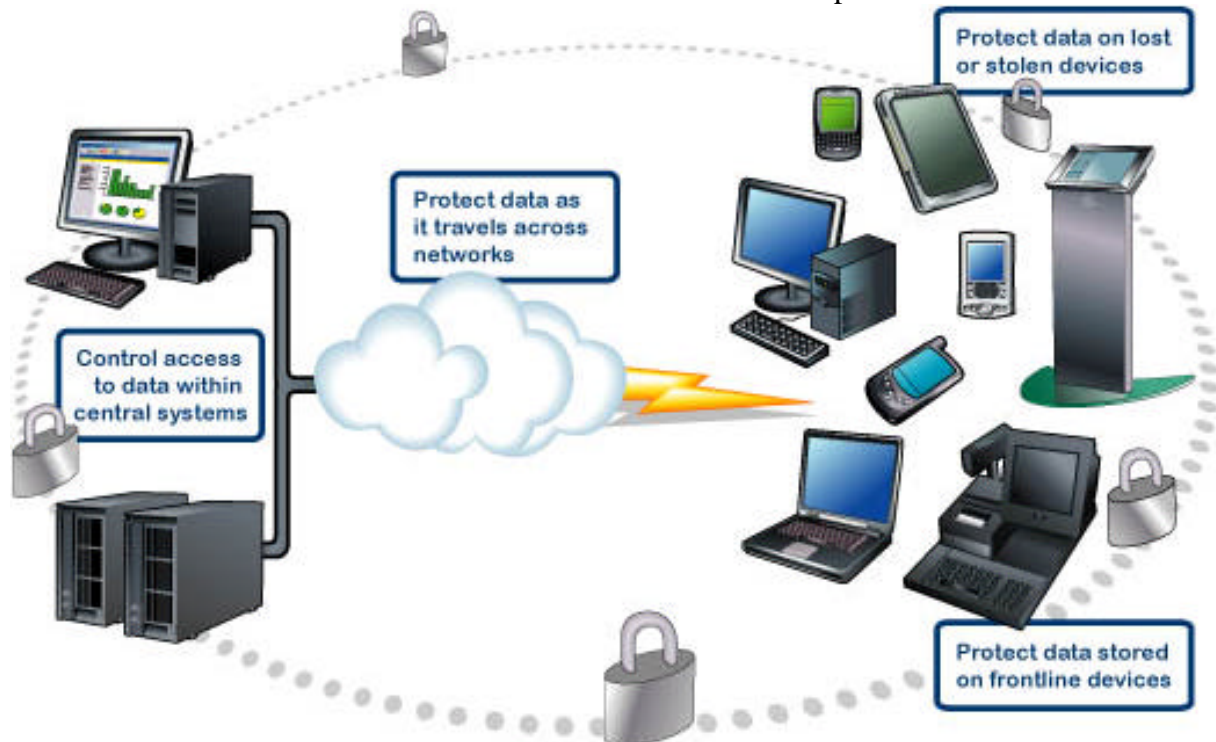 Protect data on lost
or stolen devices
Protect data as
it travels across
networks
Control access
to data within
central systems
Protect data stored
on frontline devices